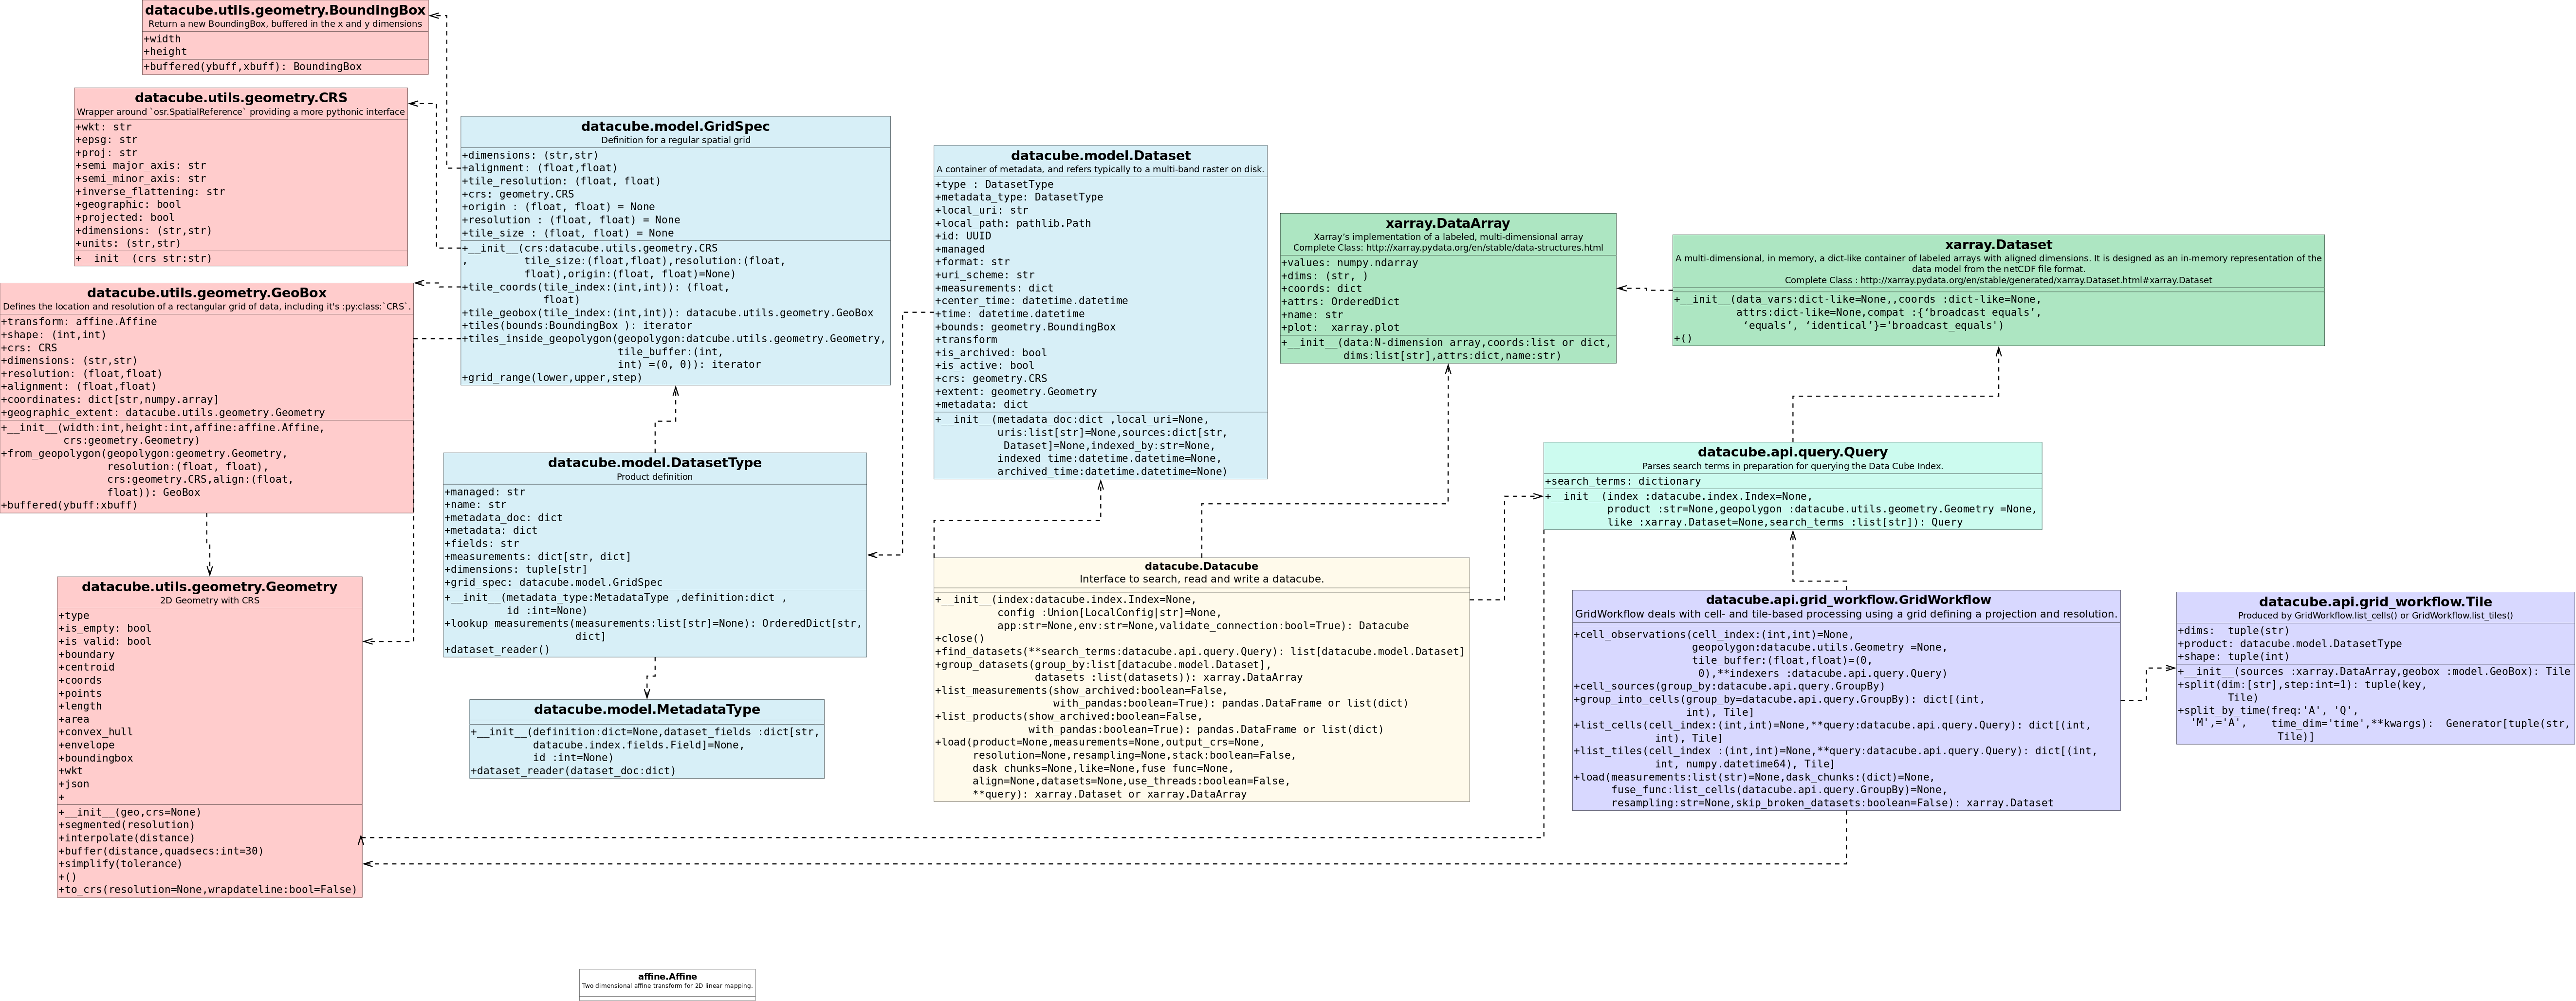 datacube.utils.geometry.BoundingBox
Return a new BoundingBox, buffered in the x and y dimensions
+width
+height
+buffered(ybuff,xbuff): BoundingBox
datacube.utils.geometry.CRS
Wrapper around `osr.SpatialReference` providing a more pythonic interface
+wkt: str
+epsg: str
+proj: str
+semi_major_axis: str
+semi_minor_axis: str
+inverse_flattening: str
+geographic: bool
+projected: bool
+dimensions: (str,str)
+units: (str,str)
+__init__(crs_str:str)
datacube.utils.geometry.GeoBox
Defines the location and resolution of a rectangular grid of data, including it's :py:class:`CRS`.
+transform: affine.Affine
+shape: (int,int)
+crs: CRS
+dimensions: (str,str)
+resolution: (float,float)
+alignment: (float,float)
+coordinates: dict[str,numpy.array]
+geographic_extent: datacube.utils.geometry.Geometry
+__init__(width:int,height:int,affine:affine.Affine,
crs:geometry.Geometry)
+from_geopolygon(geopolygon:geometry.Geometry,
resolution:(float, float),
crs:geometry.CRS,align:(float,
float)): GeoBox
+buffered(ybuff:xbuff)
datacube.utils.geometry.Geometry
2D Geometry with CRS
+type
+is_empty: bool
+is_valid: bool
+boundary
+centroid
+coords
+points
+length
+area
+convex_hull
+envelope
+boundingbox
+wkt
+json
+
+__init__(geo,crs=None)
+segmented(resolution)
+interpolate(distance)
+buffer(distance,quadsecs:int=30)
+simplify(tolerance)
+()
+to_crs(resolution=None,wrapdateline:bool=False)
datacube.model.GridSpec
Definition for a regular spatial grid
+dimensions: (str,str)
+alignment: (float,float)
+tile_resolution: (float, float)
+crs: geometry.CRS
+origin : (float, float) = None
+resolution : (float, float) = None
+tile_size : (float, float) = None
+__init__(crs:datacube.utils.geometry.CRS
, tile_size:(float,float),resolution:(float,
float),origin:(float, float)=None)
+tile_coords(tile_index:(int,int)): (float,
float)
+tile_geobox(tile_index:(int,int)): datacube.utils.geometry.GeoBox
+tiles(bounds:BoundingBox ): iterator
+tiles_inside_geopolygon(geopolygon:datcube.utils.geometry.Geometry,
tile_buffer:(int,
int) =(0, 0)): iterator
+grid_range(lower,upper,step)
datacube.model.DatasetType
Product definition
+managed: str
+name: str
+metadata_doc: dict
+metadata: dict
+fields: str
+measurements: dict[str, dict]
+dimensions: tuple[str]
+grid_spec: datacube.model.GridSpec
+__init__(metadata_type:MetadataType ,definition:dict ,
id :int=None)
+lookup_measurements(measurements:list[str]=None): OrderedDict[str,
dict]
+dataset_reader()
datacube.model.MetadataType
+__init__(definition:dict=None,dataset_fields :dict[str,
datacube.index.fields.Field]=None,
id :int=None)
+dataset_reader(dataset_doc:dict)
affine.Affine
Two dimensional affine transform for 2D linear mapping.
datacube.model.Dataset
A container of metadata, and refers typically to a multi-band raster on disk.
+type_: DatasetType
+metadata_type: DatasetType
+local_uri: str
+local_path: pathlib.Path
+id: UUID
+managed
+format: str
+uri_scheme: str
+measurements: dict
+center_time: datetime.datetime
+time: datetime.datetime
+bounds: geometry.BoundingBox
+transform
+is_archived: bool
+is_active: bool
+crs: geometry.CRS
+extent: geometry.Geometry
+metadata: dict
+__init__(metadata_doc:dict ,local_uri=None,
uris:list[str]=None,sources:dict[str,
Dataset]=None,indexed_by:str=None,
indexed_time:datetime.datetime=None,
archived_time:datetime.datetime=None)
datacube.Datacube
Interface to search, read and write a datacube.
+__init__(index:datacube.index.Index=None,
config :Union[LocalConfig|str]=None,
app:str=None,env:str=None,validate_connection:bool=True): Datacube
+close()
+find_datasets(**search_terms:datacube.api.query.Query): list[datacube.model.Dataset]
+group_datasets(group_by:list[datacube.model.Dataset],
datasets :list(datasets)): xarray.DataArray
+list_measurements(show_archived:boolean=False,
with_pandas:boolean=True): pandas.DataFrame or list(dict)
+list_products(show_archived:boolean=False,
with_pandas:boolean=True): pandas.DataFrame or list(dict)
+load(product=None,measurements=None,output_crs=None,
resolution=None,resampling=None,stack:boolean=False,
dask_chunks=None,like=None,fuse_func=None,
align=None,datasets=None,use_threads:boolean=False,
**query): xarray.Dataset or xarray.DataArray
xarray.DataArray
Xarray's implementation of a labeled, multi-dimensional array
Complete Class: http://xarray.pydata.org/en/stable/data-structures.html
+values: numpy.ndarray
+dims: (str, )
+coords: dict
+attrs: OrderedDict
+name: str
+plot: xarray.plot
+__init__(data:N-dimension array,coords:list or dict,
dims:list[str],attrs:dict,name:str)
xarray.Dataset
A multi-dimensional, in memory, a dict-like container of labeled arrays with aligned dimensions. It is designed as an in-memory representation of the
data model from the netCDF file format.
Complete Class : http://xarray.pydata.org/en/stable/generated/xarray.Dataset.html#xarray.Dataset
+__init__(data_vars:dict-like=None,,coords :dict-like=None,
attrs:dict-like=None,compat :{‘broadcast_equals’,
‘equals’, ‘identical’}='broadcast_equals')
+()
datacube.api.query.Query
Parses search terms in preparation for querying the Data Cube Index.
+search_terms: dictionary
+__init__(index :datacube.index.Index=None,
product :str=None,geopolygon :datacube.utils.geometry.Geometry =None,
like :xarray.Dataset=None,search_terms :list[str]): Query
datacube.api.grid_workflow.GridWorkflow
GridWorkflow deals with cell- and tile-based processing using a grid defining a projection and resolution.
+cell_observations(cell_index:(int,int)=None,
geopolygon:datacube.utils.Geometry =None,
tile_buffer:(float,float)=(0,
0),**indexers :datacube.api.query.Query)
+cell_sources(group_by:datacube.api.query.GroupBy)
+group_into_cells(group_by=datacube.api.query.GroupBy): dict[(int,
int), Tile]
+list_cells(cell_index:(int,int)=None,**query:datacube.api.query.Query): dict[(int,
int), Tile]
+list_tiles(cell_index :(int,int)=None,**query:datacube.api.query.Query): dict[(int,
int, numpy.datetime64), Tile]
+load(measurements:list(str)=None,dask_chunks:(dict)=None,
fuse_func:list_cells(datacube.api.query.GroupBy)=None,
resampling:str=None,skip_broken_datasets:boolean=False): xarray.Dataset
datacube.api.grid_workflow.Tile
Produced by GridWorkflow.list_cells() or GridWorkflow.list_tiles()
+dims: tuple(str)
+product: datacube.model.DatasetType
+shape: tuple(int)
+__init__(sources :xarray.DataArray,geobox :model.GeoBox): Tile
+split(dim:[str],step:int=1): tuple(key,
Tile)
+split_by_time(freq:'A', 'Q',
'M',='A', time_dim='time',**kwargs): Generator[tuple(str,
Tile)]